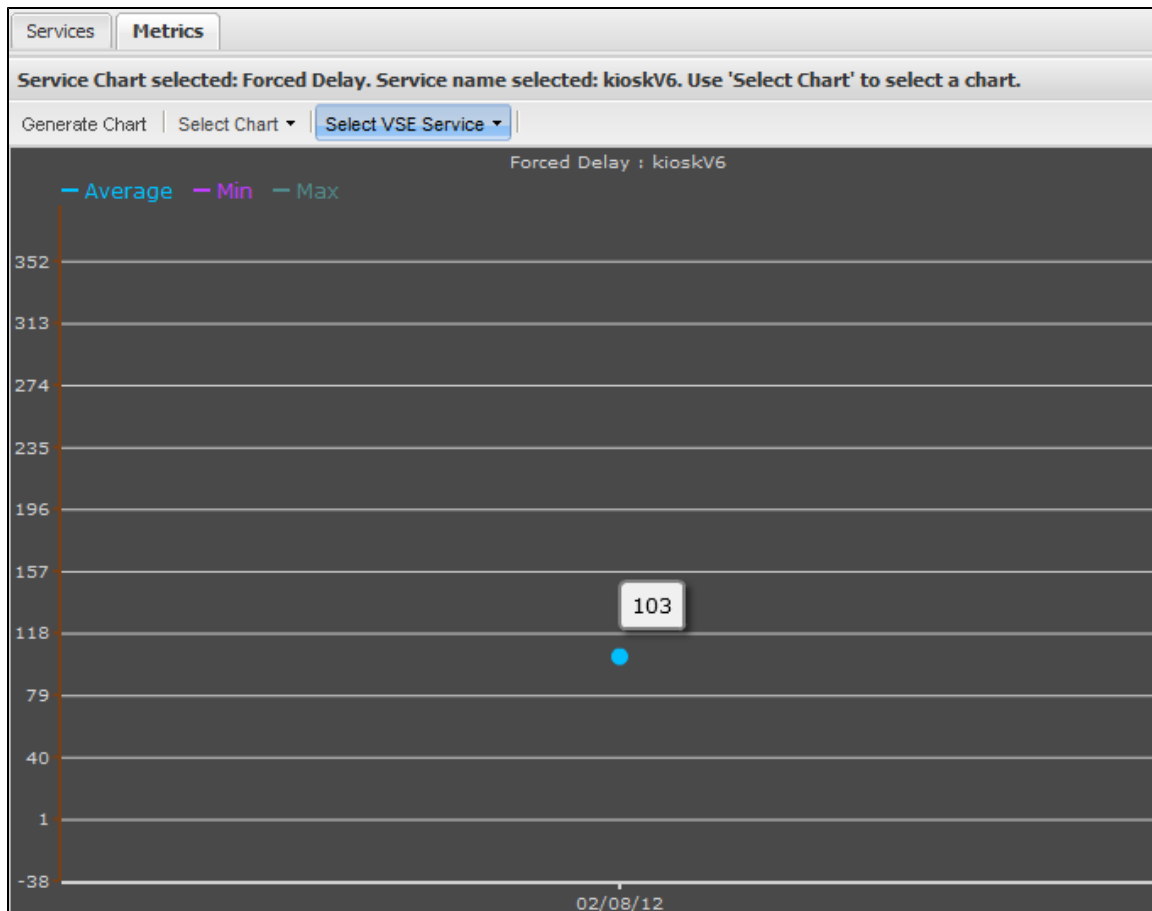 Services Metrics
Service Chart selected: Forced Delay. Service name selected: kioskV6. Use 'Select Chart' to select a chart.
Generate Chart Select Chart Select VSE Service
Forced Delay : kioskV6
Average Min Max
352
313
274
235
196
157
103
118
79
40
1
-38
02/08/12